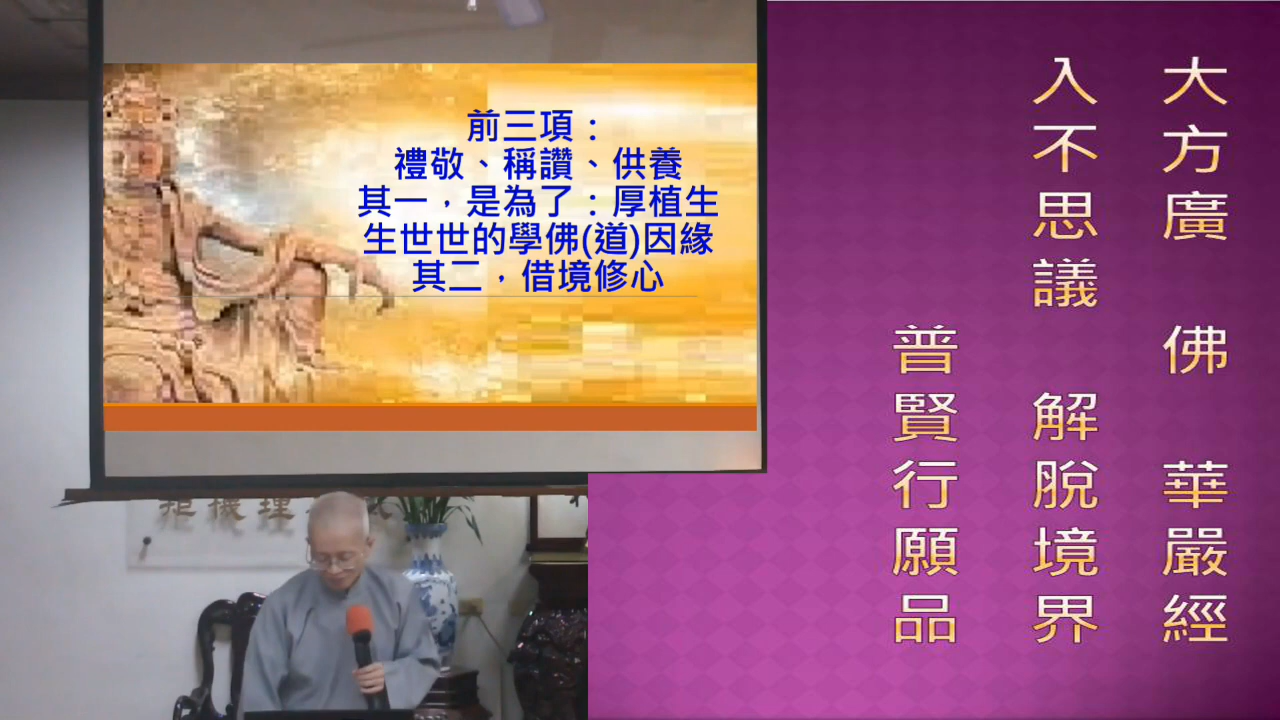 前三項：
禮敬、稱讚、供養
其一，是為了：厚植生
生世世的學佛(道)因緣
其二，借境修心
大方廣 佛 華嚴經
入不思議 解脫境界
普賢行願品